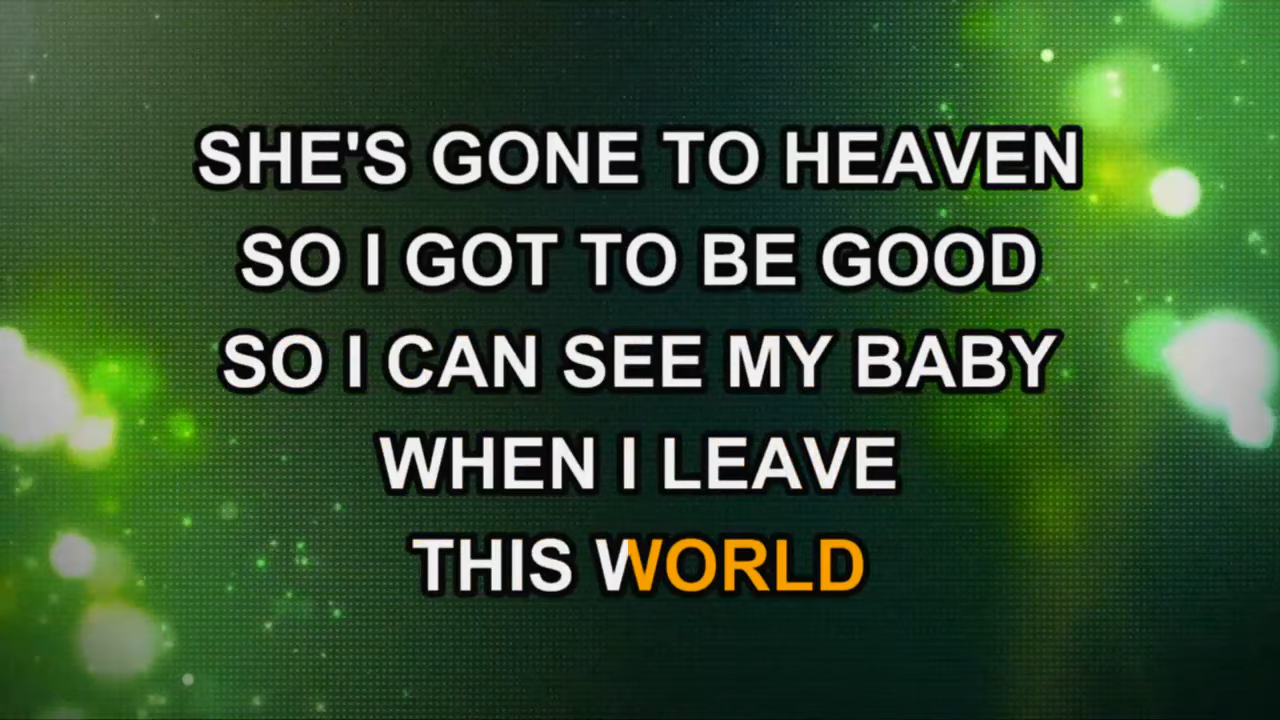 SHE'S GONE TO HEAVEN
SO I GOT TO BE GOOD
SO I CAN SEE MY BABY
WHEN I LEAVE
THIS WORLD